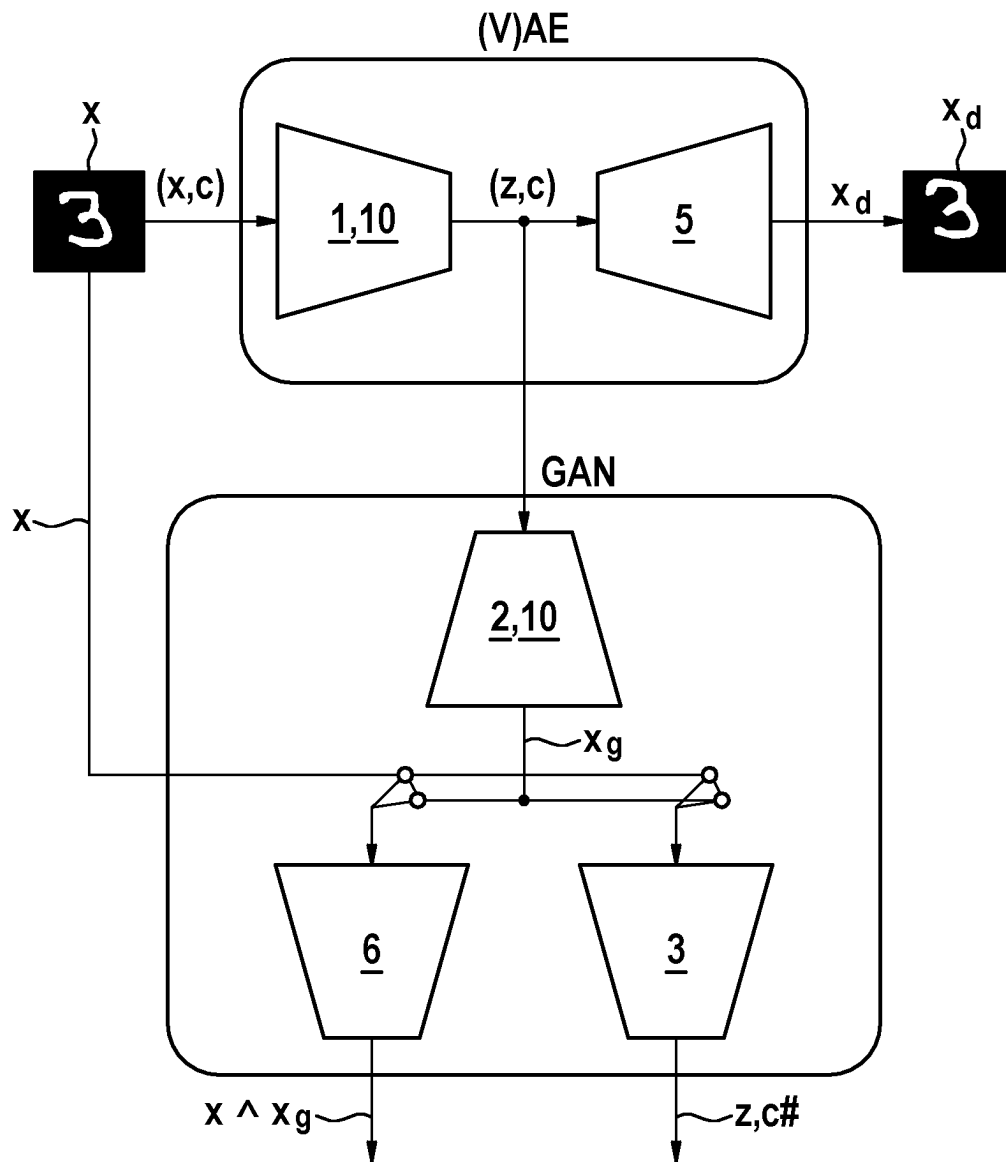 (V)AE
x
x_d
(x,c)
(z,c)
x_d
3
1,10
5
3
GAN
x
2,10
x_g
6
3
x ^ x_g
z,c#